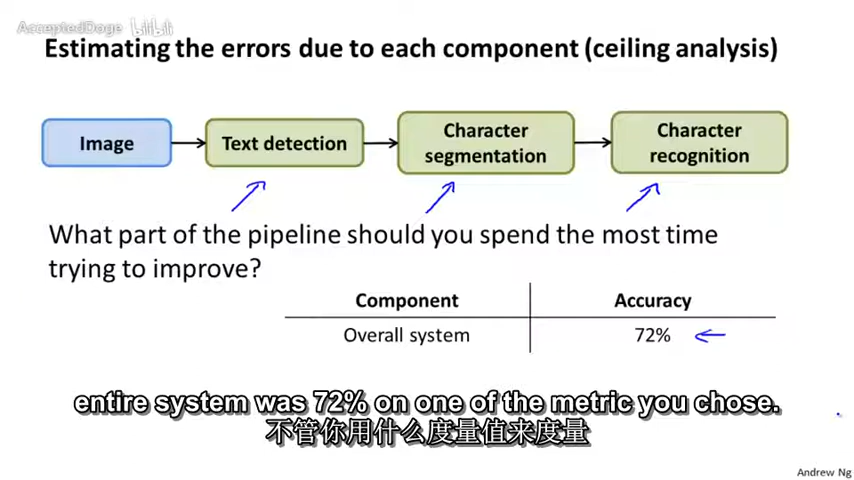 AcceptedDoge bilibili
Estimating the errors due to each component (ceiling analysis)
Image
Text detection
Character
segmentation
Character
recognition
What part of the pipeline should you spend the most time
trying to improve?
Component Accuracy
Overall system 72%
entire system was 72% on one of the metric you chose.
不管你用什么度量值来度量
Andrew Ng